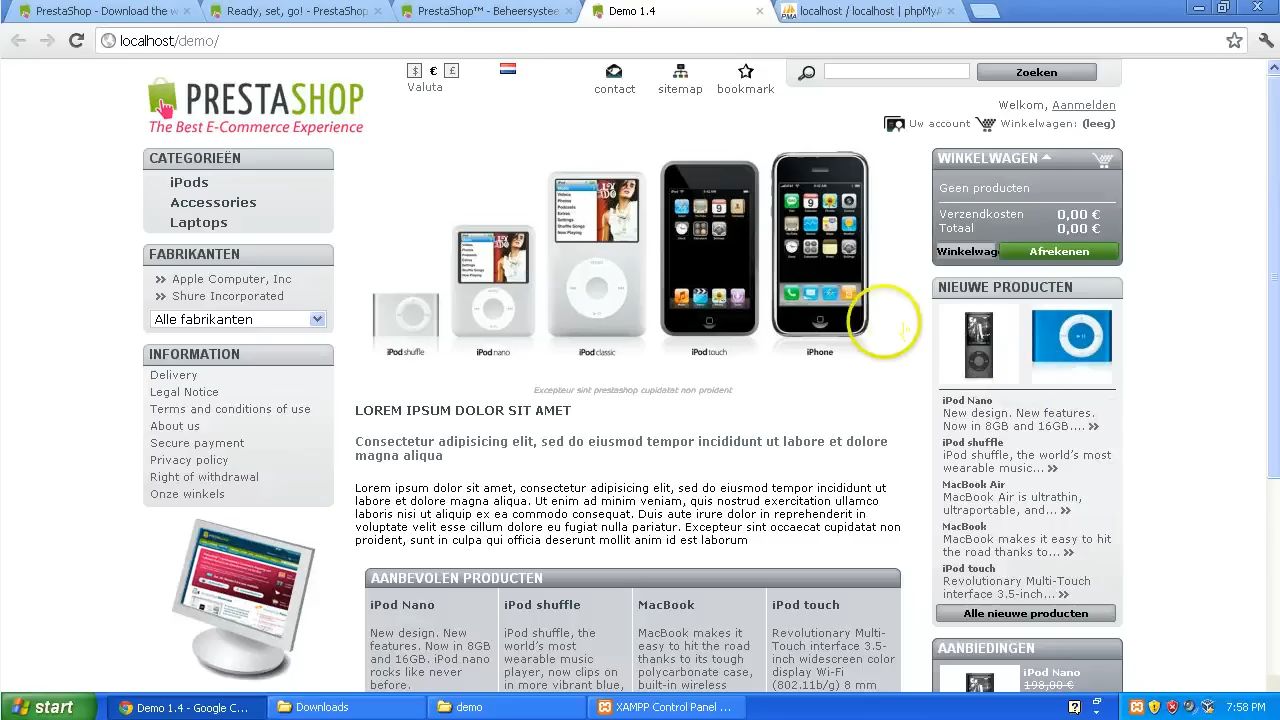 PrestaShop - Download the w
Ready, set, go! - PrestaShop
PrestaShop™ - Beheersystee
Demo 1.4
localhost / localhost | phpMyA
localhost/demo/
PRESTASHOP
The Best E-Commerce Experience
$ € £
Valuta
contact
sitemap
bookmark
Zoeken
Welkom, Aanmelden
Uw account
Winkelwagen: (leeg)
CATEGORIEËN
iPods
Accessories
Laptops
FABRIKANTEN
Apple Computer, Inc
Shure Incorporated
Alle fabrikanten
INFORMATION
Delivery
Legal Notice
Terms and conditions of use
About us
Secure payment
Privacy policy
Right of withdrawal
Onze winkels
iPod shuffle
iPod nano
iPod classic
iPod touch
iPhone
Excepteur sint prestashop cupidatat non proident
LOREM IPSUM DOLOR SIT AMET
Consectetur adipisicing elit, sed do eiusmod tempor incididunt ut labore et dolore
magna aliqua
Lorem ipsum dolor sit amet, consectetur adipisicing elit, sed do eiusmod tempor incididunt ut
labore et dolore magna aliqua. Ut enim ad minim veniam, quis nostrud exercitation ullamco
laboris nisi ut aliquip ex ea commodo consequat. Duis aute irure dolor in reprehenderit in
voluptate velit esse cillum dolore eu fugiat nulla pariatur. Excepteur sint occaecat cupidatat non
proident, sunt in culpa qui officia deserunt mollit anim id est laborum
AANBEVOLEN PRODUCTEN
iPod Nano
New design. New
features. Now in 8GB
and 16GB. iPod nano
rocks like never
before.
iPod shuffle
iPod shuffle, the
world's most
wearable music
player, now clips on
in more vibrant blue,
MacBook
MacBook makes it
easy to hit the road
thanks to its tough
polycarbonate case,
built-in wireless
iPod touch
Revolutionary Multi-
Touch interface 3.5-
inch widescreen color
display Wi-Fi
(802.11b/g) 8 mm
WINKELWAGEN
Geen producten
Verzendkosten 0,00 €
Totaal 0,00 €
Winkelwag
Afrekenen
NIEUWE PRODUCTEN
iPod Nano
New design. New features.
Now in 8GB and 16GB....
iPod shuffle
iPod shuffle, the world's most
wearable music...
MacBook Air
MacBook Air is ultrathin,
ultraportable, and...
MacBook
MacBook makes it easy to hit
the road thanks to...
iPod touch
Revolutionary Multi-Touch
interface 3.5-inch...
Alle nieuwe producten
AANBIEDINGEN
iPod Nano
198,00 €
start
Demo 1.4 - Google C...
Downloads
demo
XAMPP Control Panel ...
7:58 PM